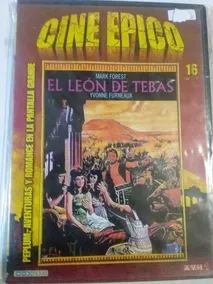 CINE EPICO
16
PEPLUM: AVENTURAS Y ROMANCE EN LA PANTALLA GRANDE
MARK FOREST
EL LEÓN DE TEBAS
YVONNE FURNEAUX